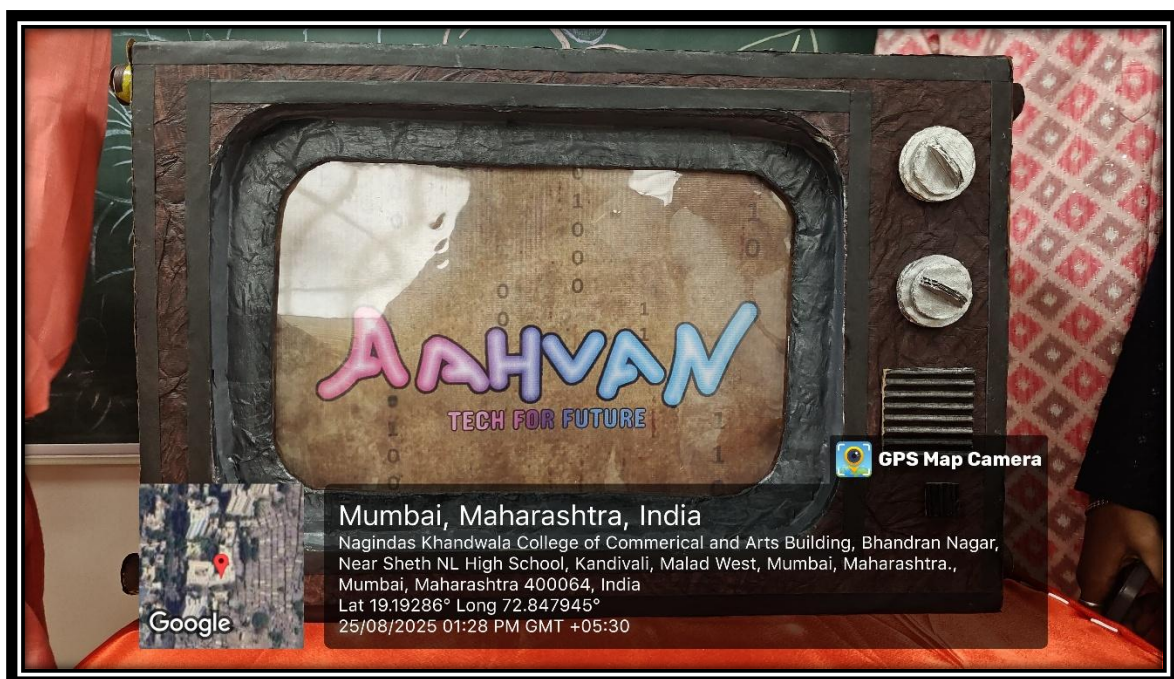 AAHVAN
TECH FOR FUTURE
GPS Map Camera
Mumbai, Maharashtra, India
Nagindas Khandwala College of Commerical and Arts Building, Bhandran Nagar,
Near Sheth NL High School, Kandivali, Malad West, Mumbai, Maharashtra.,
Mumbai, Maharashtra 400064, India
Lat 19.19286° Long 72.847945°
25/08/2025 01:28 PM GMT +05:30
Google